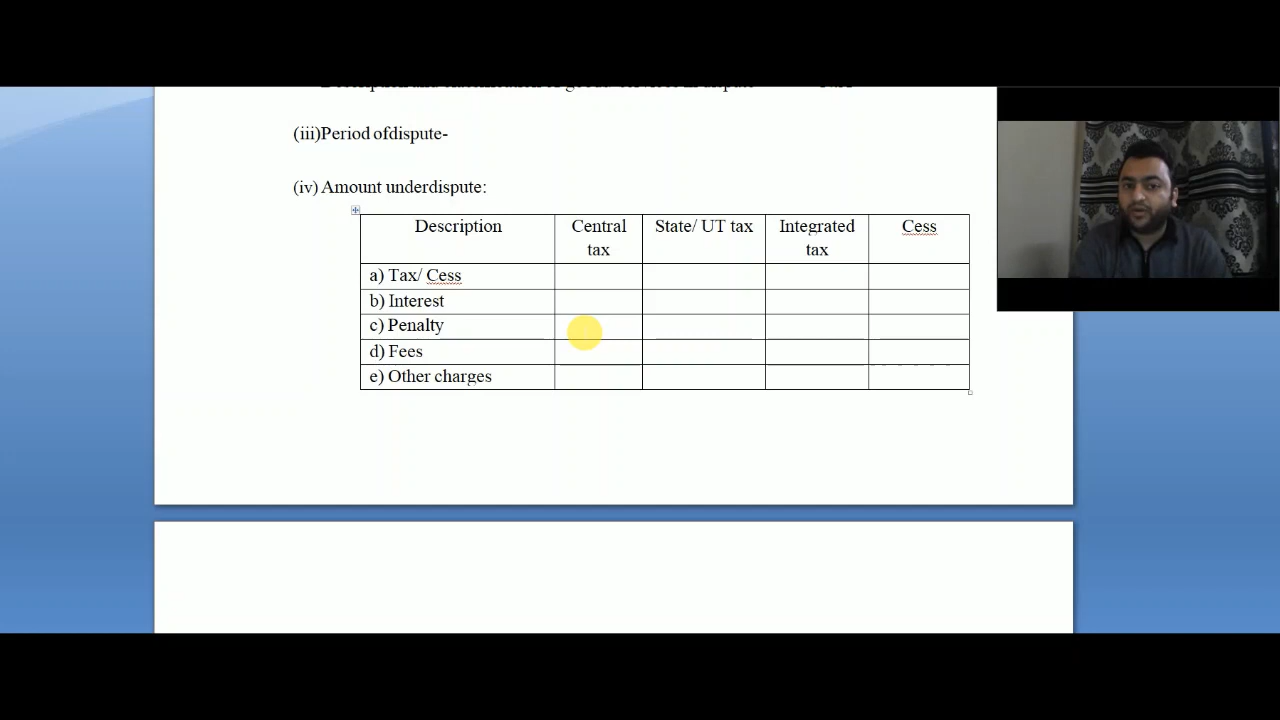 (iii)Period ofdispute-
(iv) Amount underdispute:
Description Central tax State/ UT tax Integrated tax Cess
a) Tax/ Cess
b) Interest
c) Penalty
d) Fees
e) Other charges